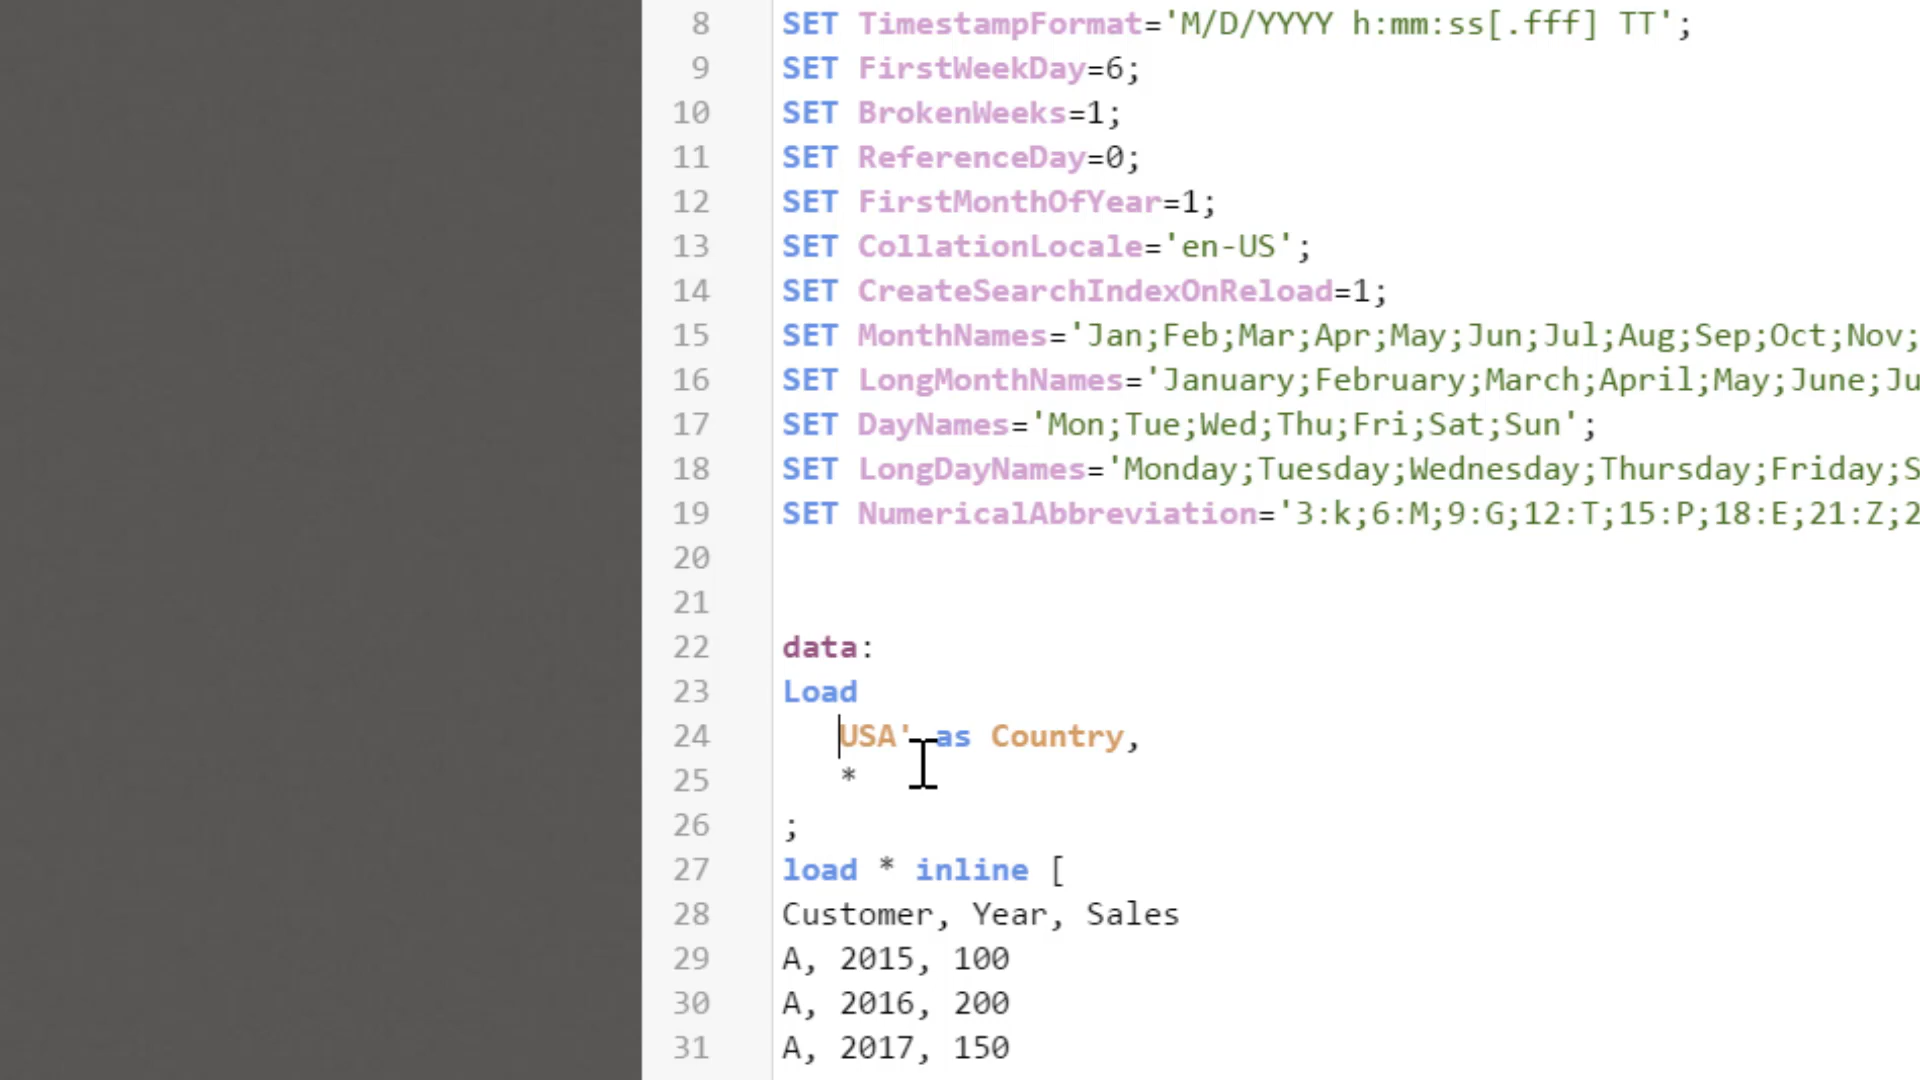 8 SET TimestampFormat='M/D/YYYY h:mm:ss[.fff] TT';
9 SET FirstWeekDay=6;
10 SET BrokenWeeks=1;
11 SET ReferenceDay=0;
12 SET FirstMonthOfYear=1;
13 SET CollationLocale='en-US';
14 SET CreateSearchIndexOnReload=1;
15 SET MonthNames='Jan;Feb;Mar;Apr;May;Jun;Jul;Aug;Sep;Oct;Nov;
16 SET LongMonthNames='January;February;March;April;May;June;Ju
17 SET DayNames='Mon;Tue;Wed;Thu;Fri;Sat;Sun';
18 SET LongDayNames='Monday;Tuesday;Wednesday;Thursday;Friday;S
19 SET NumericalAbbreviation='3:k;6:M;9:G;12:T;15:P;18:E;21:Z;2
20
21
22 data:
23 Load
24 USA' as Country,
25 *
26 ;
27 load * inline [
28 Customer, Year, Sales
29 A, 2015, 100
30 A, 2016, 200
31 A, 2017, 150